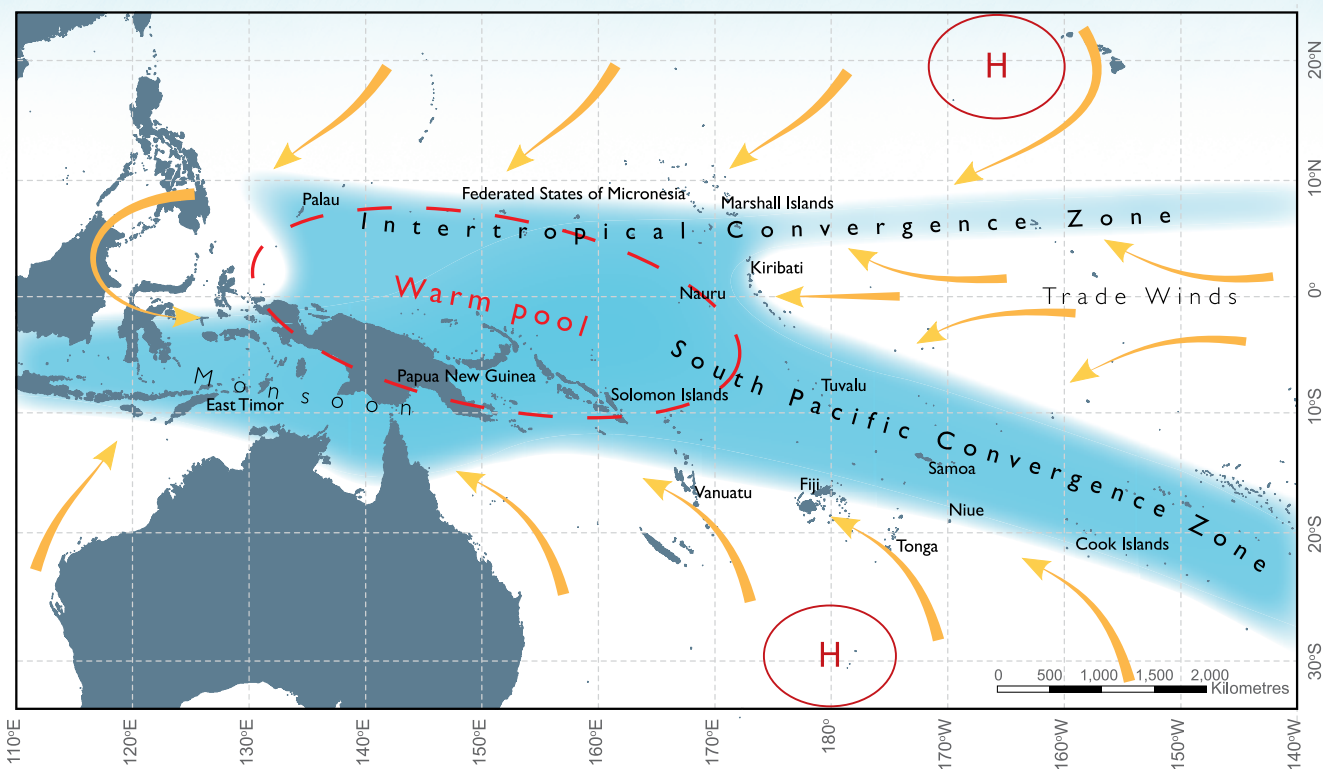 H
20°N
10°N
Palau
Federated States of Micronesia
Marshall Islands
Intertropical Convergence Zone
Kiribati
Warm pool
Nauru
0°
Trade Winds
South Pacific Convergence Zone
Monsoon
Papua New Guinea
Solomon Islands
Tuvalu
East Timor
10°S
Samoa
Vanuatu
Fiji
Niue
Tonga
Cook Islands
20°S
H
30°S
0 500 1,000 1,500 2,000
Kilometres
110°E 120°E 130°E 140°E 150°E 160°E 170°E 180° 170°W 160°W 150°W 140°W